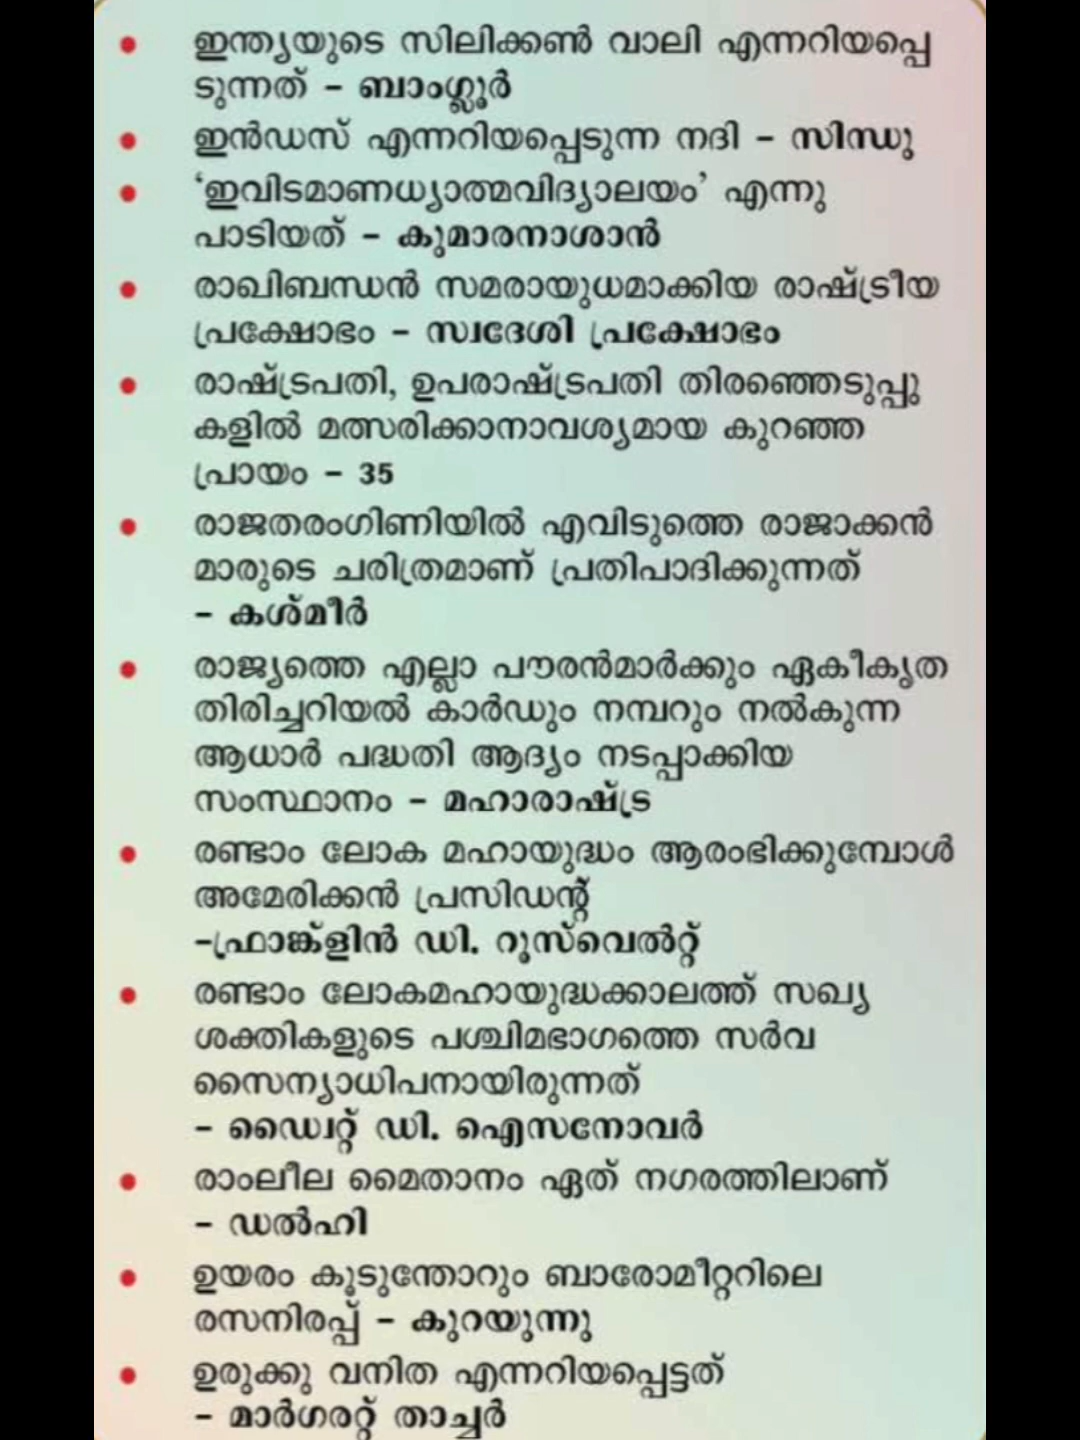 • ഇന്ത്യയുടെ സിലിക്കൺ വാലി എന്നറിയപ്പെ
ടുന്നത് – ബാംഗ്ലൂർ
• ഇൻഡസ് എന്നറിയപ്പെടുന്ന നദി – സിന്ധു
• ‘ഇവിടമാണധ്യാത്മവിദ്യാലയം’ എന്നു
പാടിയത് – കുമാരനാശാൻ
• രാഖിബന്ധൻ സമരായുധമാക്കിയ രാഷ്ട്രീയ
പ്രക്ഷോഭം – സ്വദേശി പ്രക്ഷോഭം
• രാഷ്ട്രപതി, ഉപരാഷ്ട്രപതി തിരഞ്ഞെടുപ്പു
കളിൽ മത്സരിക്കാനാവശ്യമായ കുറഞ്ഞ
പ്രായം – 35
• രാജതരംഗിണിയിൽ എവിടുത്തെ രാജാക്കൻ
മാരുടെ ചരിത്രമാണ് പ്രതിപാദിക്കുന്നത്
– കശ്മീർ
• രാജ്യത്തെ എല്ലാ പൗരൻമാർക്കും ഏകീകൃത
തിരിച്ചറിയൽ കാർഡും നമ്പറും നൽകുന്ന
ആധാർ പദ്ധതി ആദ്യം നടപ്പാക്കിയ
സംസ്ഥാനം – മഹാരാഷ്ട്ര
• രണ്ടാം ലോക മഹായുദ്ധം ആരംഭിക്കുമ്പോൾ
അമേരിക്കൻ പ്രസിഡന്റ്
–ഫ്രാങ്ക്ളിൻ ഡി. റൂസ്‌വെൽറ്റ്
• രണ്ടാം ലോകമഹായുദ്ധക്കാലത്ത് സഖ്യ
ശക്തികളുടെ പശ്ചിമഭാഗത്തെ സർവ
സൈന്യാധിപനായിരുന്നത്
– ഡ്വൈറ്റ് ഡി. ഐസനോവർ
• രാംലീല മൈതാനം ഏത് നഗരത്തിലാണ്
– ഡൽഹി
• ഉയരം കൂടുന്തോറും ബാരോമീറ്ററിലെ
രസനിരപ്പ് – കുറയുന്നു
• ഉരുക്കു വനിത എന്നറിയപ്പെട്ടത്
– മാർഗരറ്റ് താച്ചർ